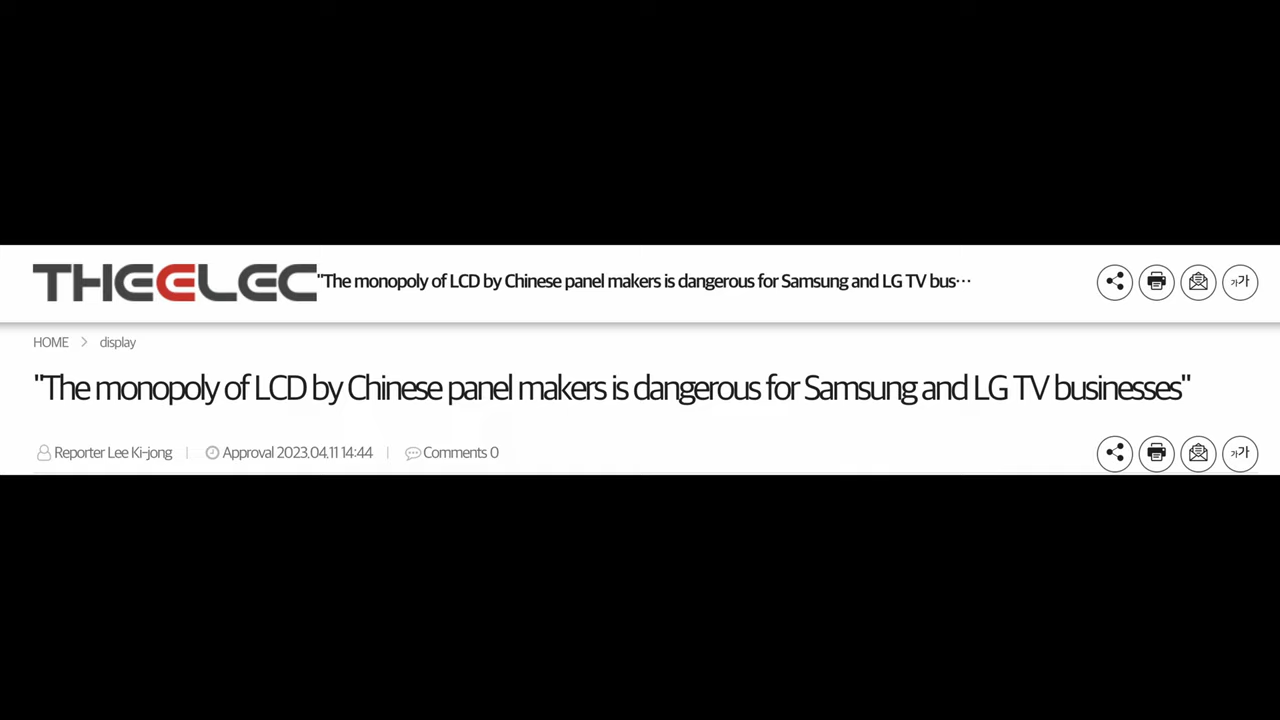 THEELEC "The monopoly of LCD by Chinese panel makers is dangerous for Samsung and LG TV bus··· 가가
HOME > display
"The monopoly of LCD by Chinese panel makers is dangerous for Samsung and LG TV businesses"
Reporter Lee Ki-jong | Approval 2023.04.11 14:44 | Comments 0 가가